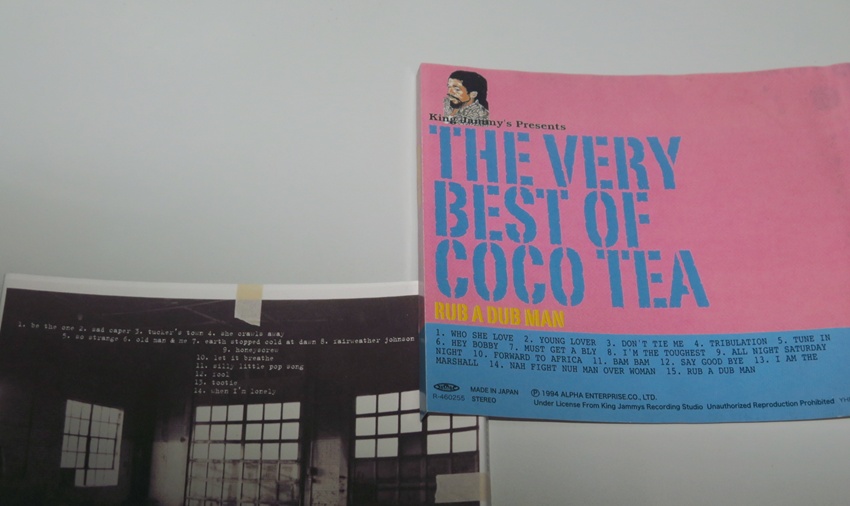 King Jammy's Presents
THE VERY
BEST OF
COCO TEA
RUB A DUB MAN
1. WHO SHE LOVE 2. YOUNG LOVER 3. DON'T TIE ME 4. TRIBULATION 5. TUNE IN
6. HEY BOBBY 7. MUST GET A BLY 8. I'M THE TOUGHEST 9. ALL NIGHT SATURDAY
NIGHT 10. FORWARD TO AFRICA 11. BAM BAM 12. SAY GOOD BYE 13. I AM THE
MARSHALL 14. NAH FIGHT NUH MAN OVER WOMAN 15. RUB A DUB MAN
R-460255
MADE IN JAPAN
STEREO
Ⓟ 1994 ALPHA ENTERPRISE CO., LTD.
Under License From King Jammys Recording Studio Unauthorized Reproduction Prohibited
1. be the one 2. sad caper 3. tucker's town 4. she crawls away
5. so strange 6. old man & me 7. earth stopped cold at dawn 8. fairweather johnson
9. honeyscrew
10. let it breathe
11. silly little pop song
12. fool
13. tootie
14. when I'm lonely